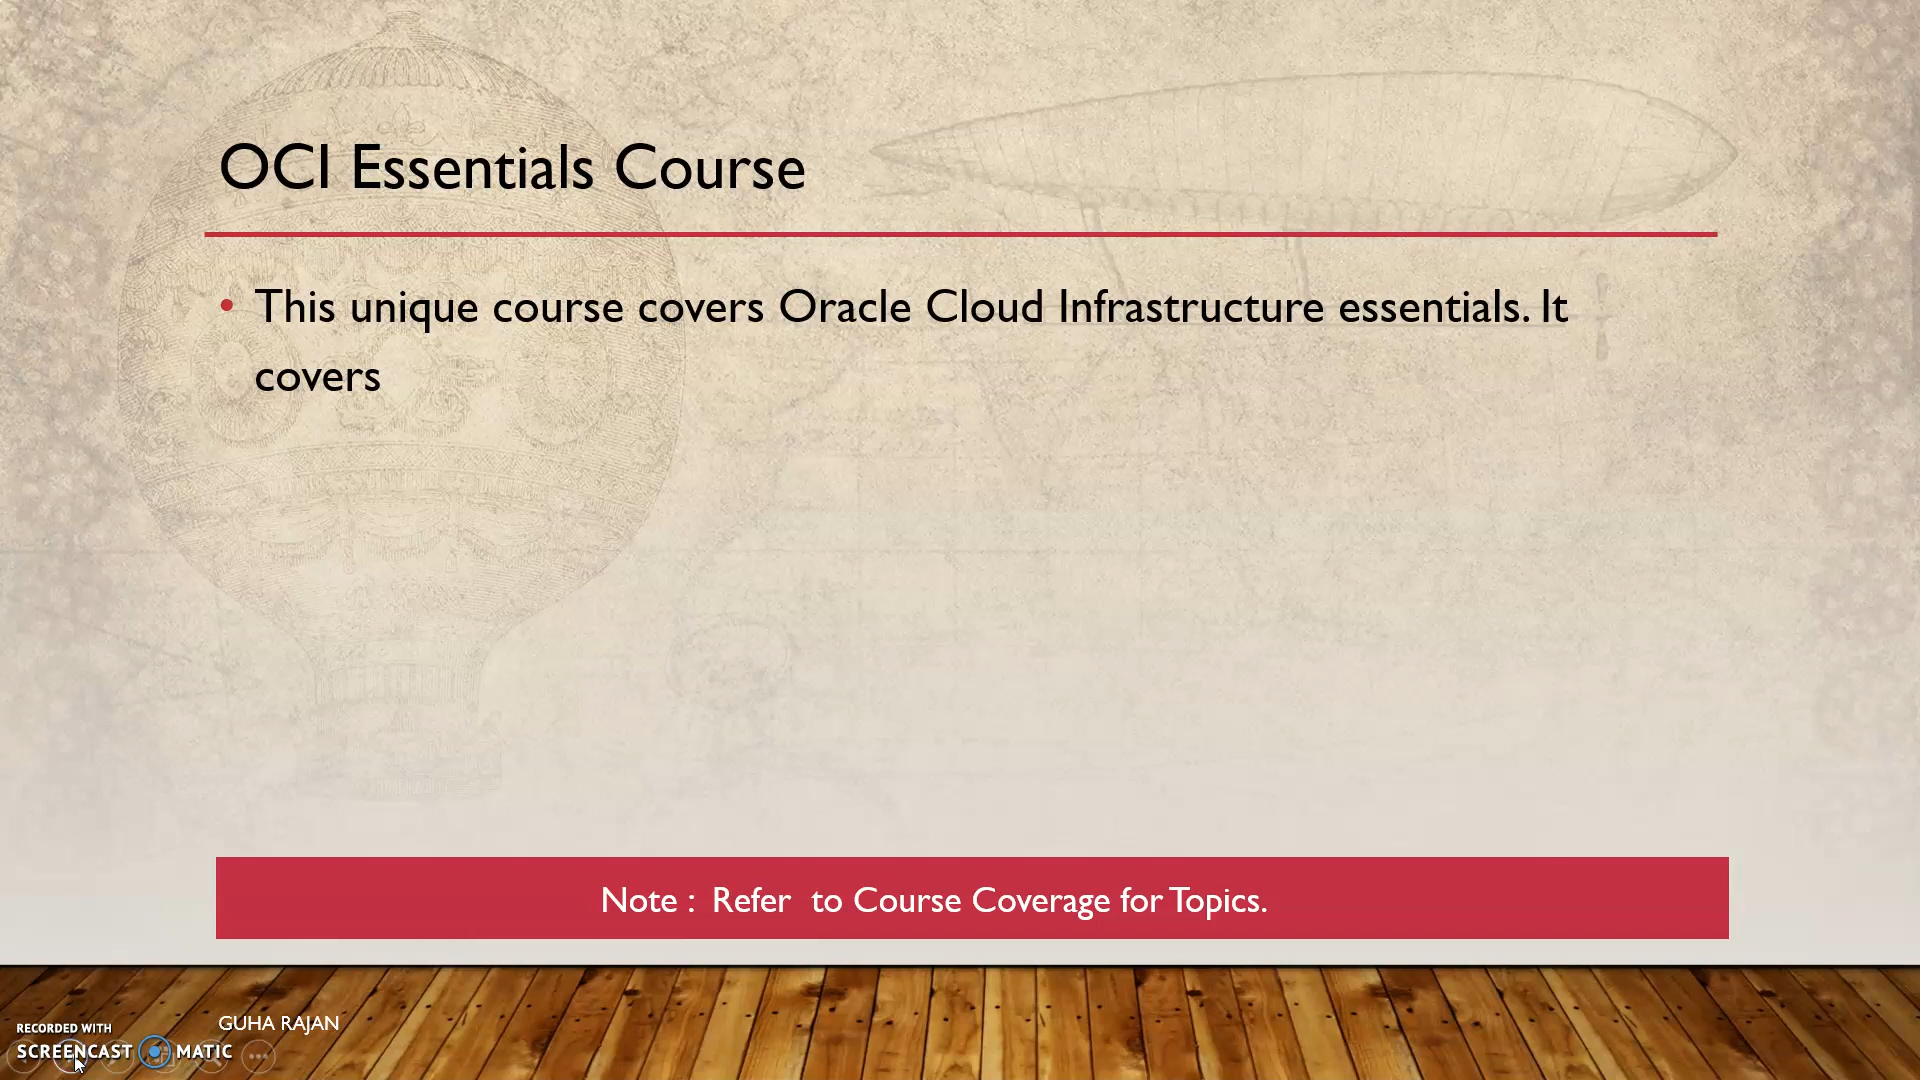 OCI Essentials Course
• This unique course covers Oracle Cloud Infrastructure essentials. It
covers
Note :  Refer  to Course Coverage for Topics.
GUHA RAJAN
RECORDED WITH
SCREENCAST MATIC